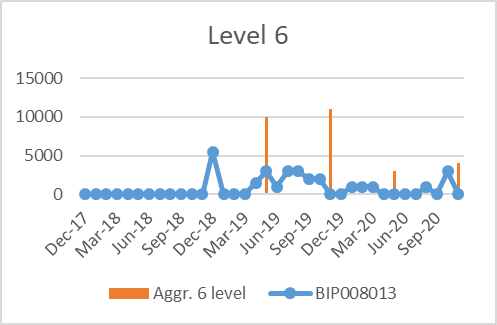 Level 6
15000
10000
5000
0
Dec-17
Mar-18
Jun-18
Sep-18
Dec-18
Mar-19
Jun-19
Sep-19
Dec-19
Mar-20
Jun-20
Sep-20
Aggr. 6 level
BIP008013